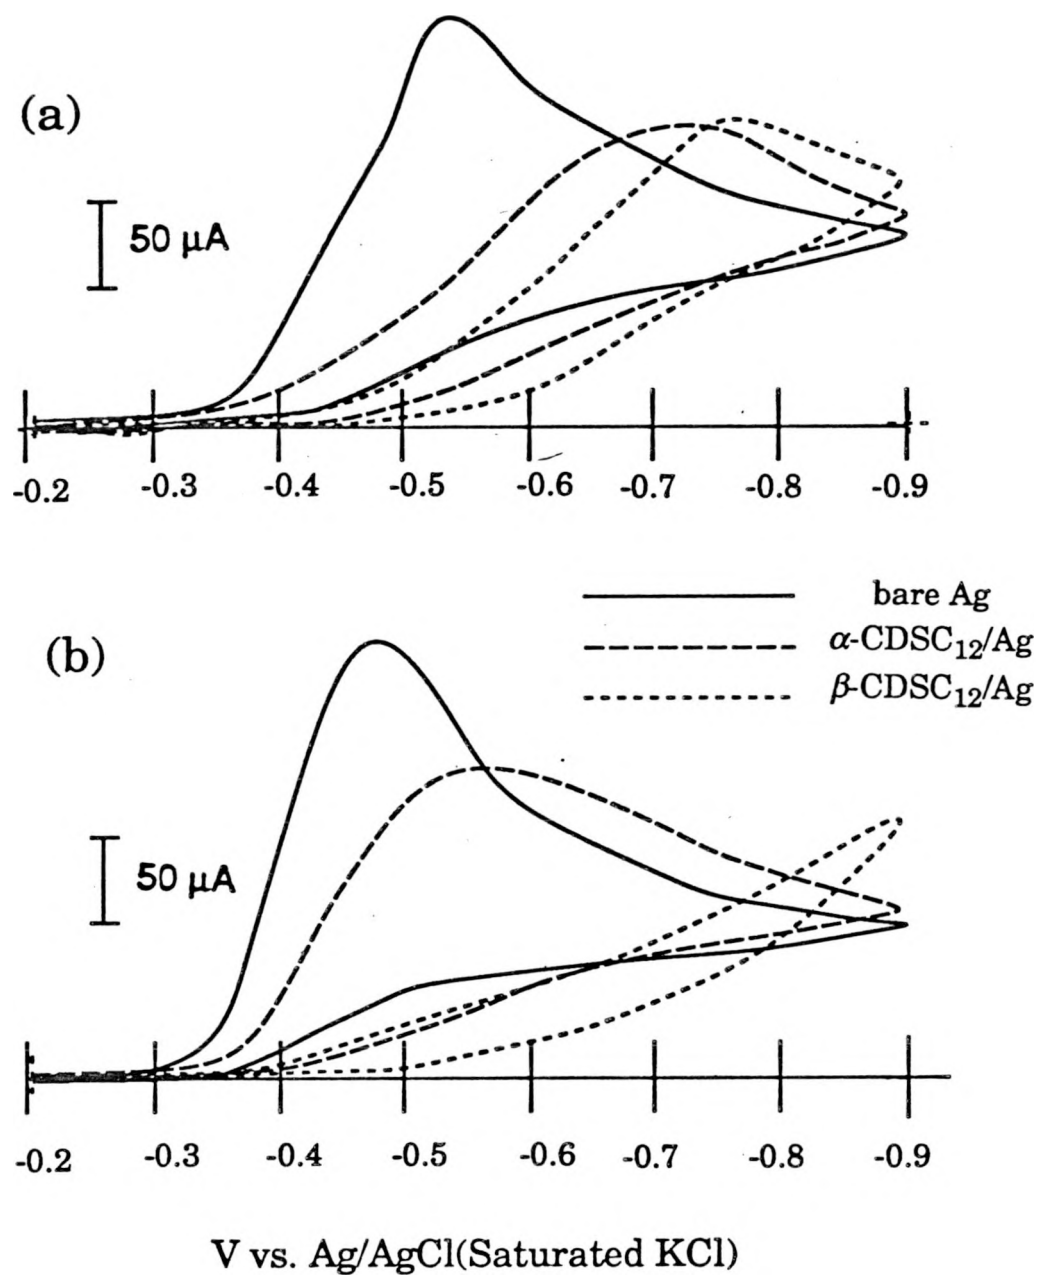 (a)
50 μA
-0.2 -0.3 -0.4 -0.5 -0.6 -0.7 -0.8 -0.9
bare Ag
α-CDSC12/Ag
β-CDSC12/Ag
(b)
50 μA
-0.2 -0.3 -0.4 -0.5 -0.6 -0.7 -0.8 -0.9
V vs. Ag/AgCl(Saturated KCl)